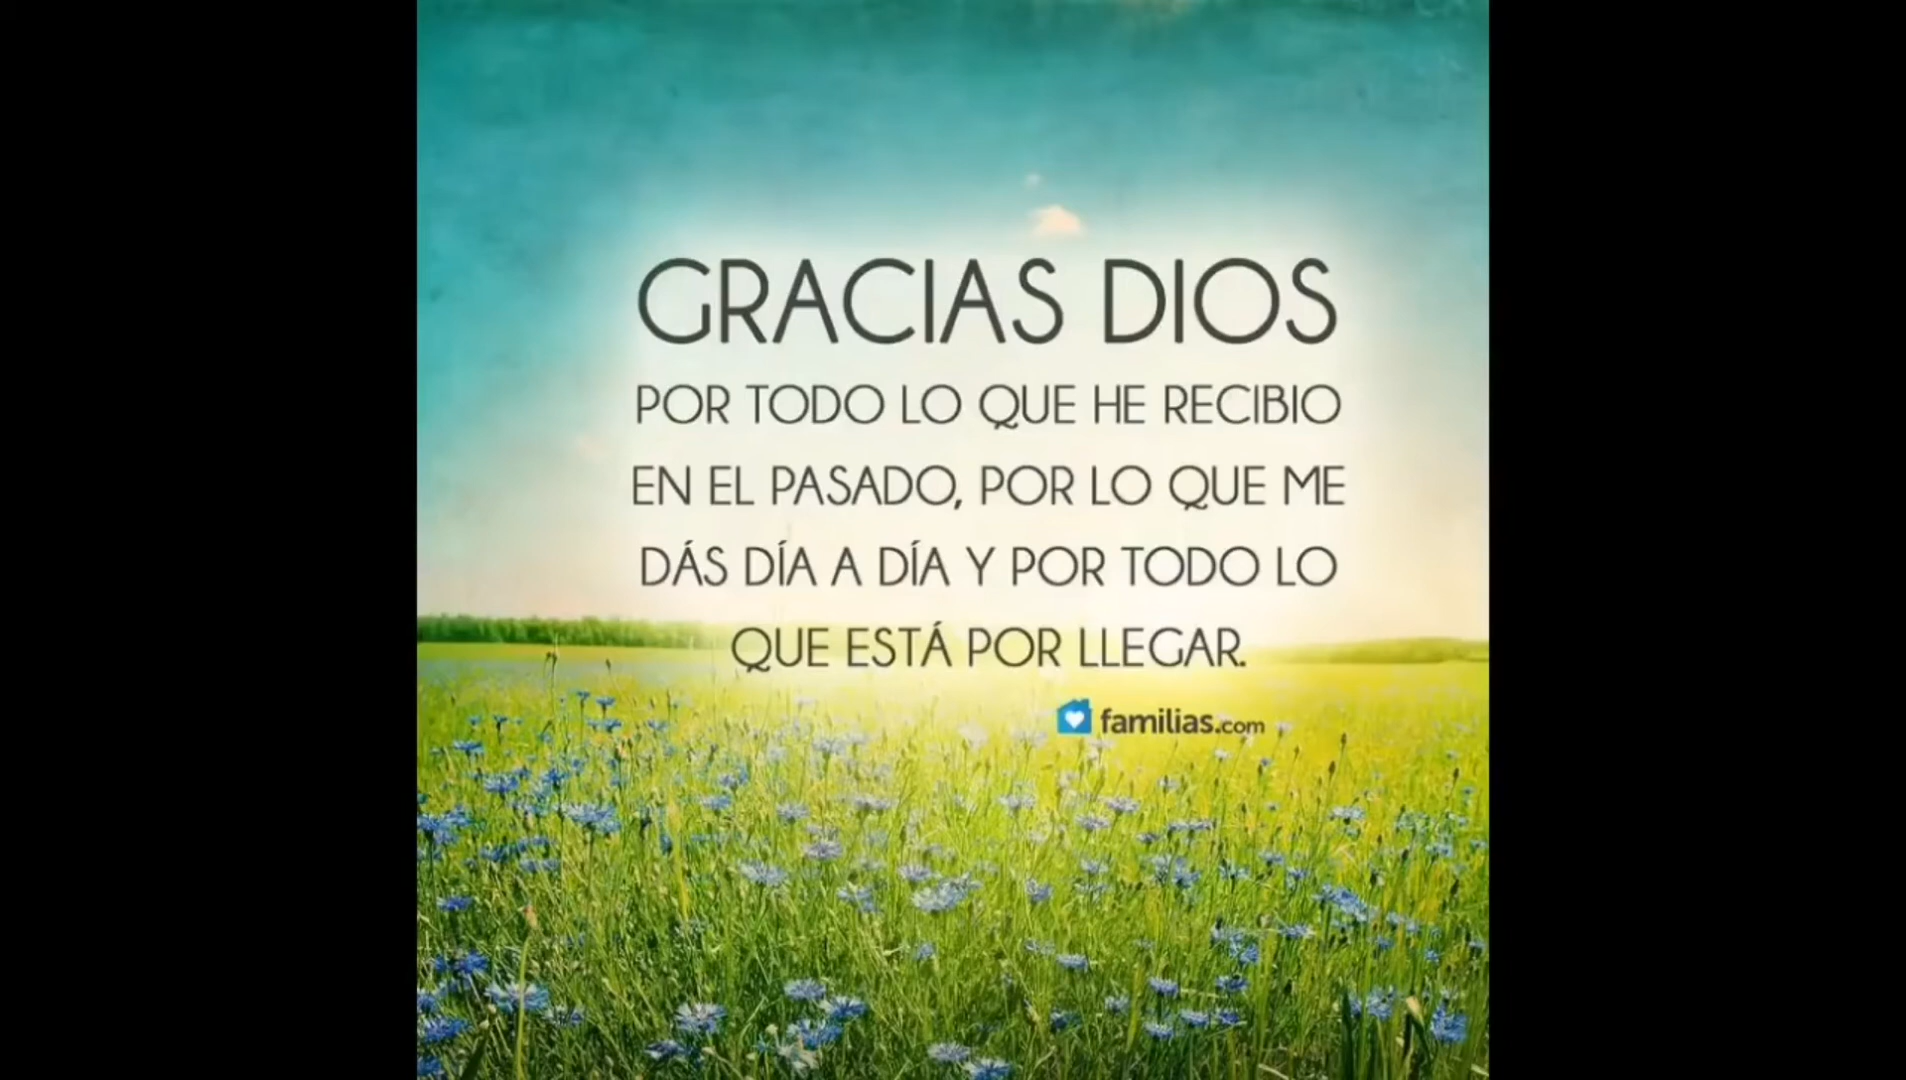 GRACIAS DIOS
POR TODO LO QUE HE RECIBIO
EN EL PASADO, POR LO QUE ME
DÁS DÍA A DÍA Y POR TODO LO
QUE ESTÁ POR LLEGAR.
familias.com